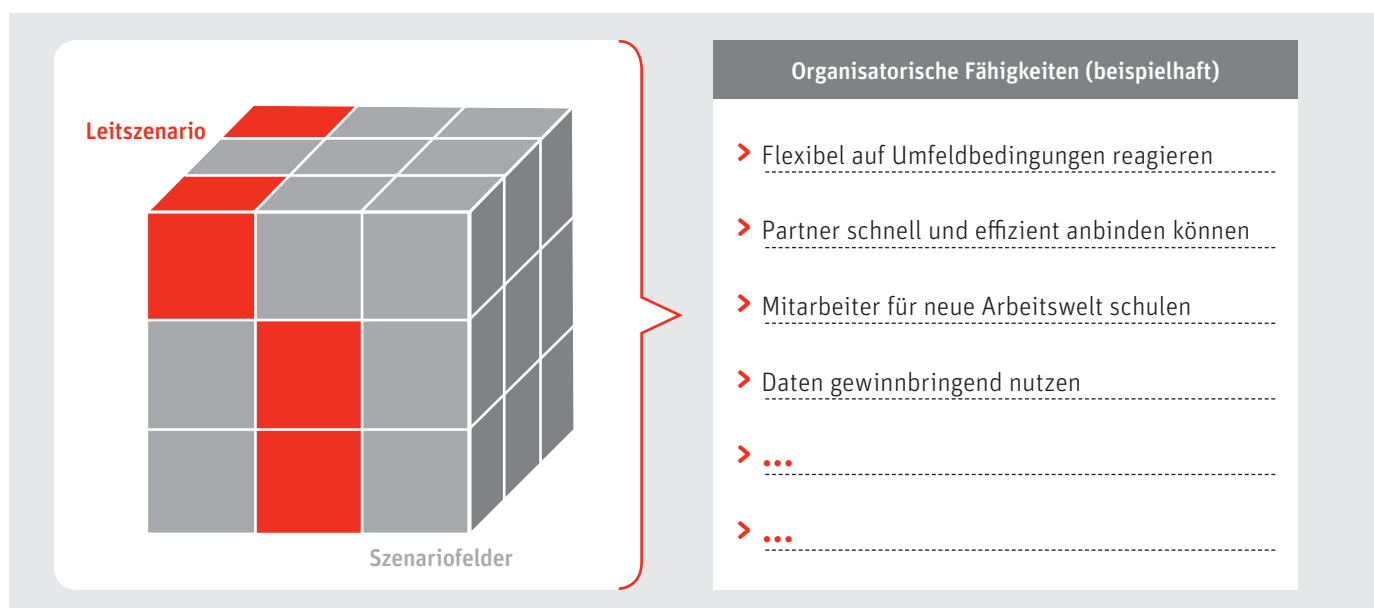 Leitszenario
Szenariofelder
Organisatorische Fähigkeiten (beispielhaft)
> Flexibel auf Umfeldbedingungen reagieren
> Partner schnell und effizient anbinden können
> Mitarbeiter für neue Arbeitswelt schulen
> Daten gewinnbringend nutzen
> ...
> ...